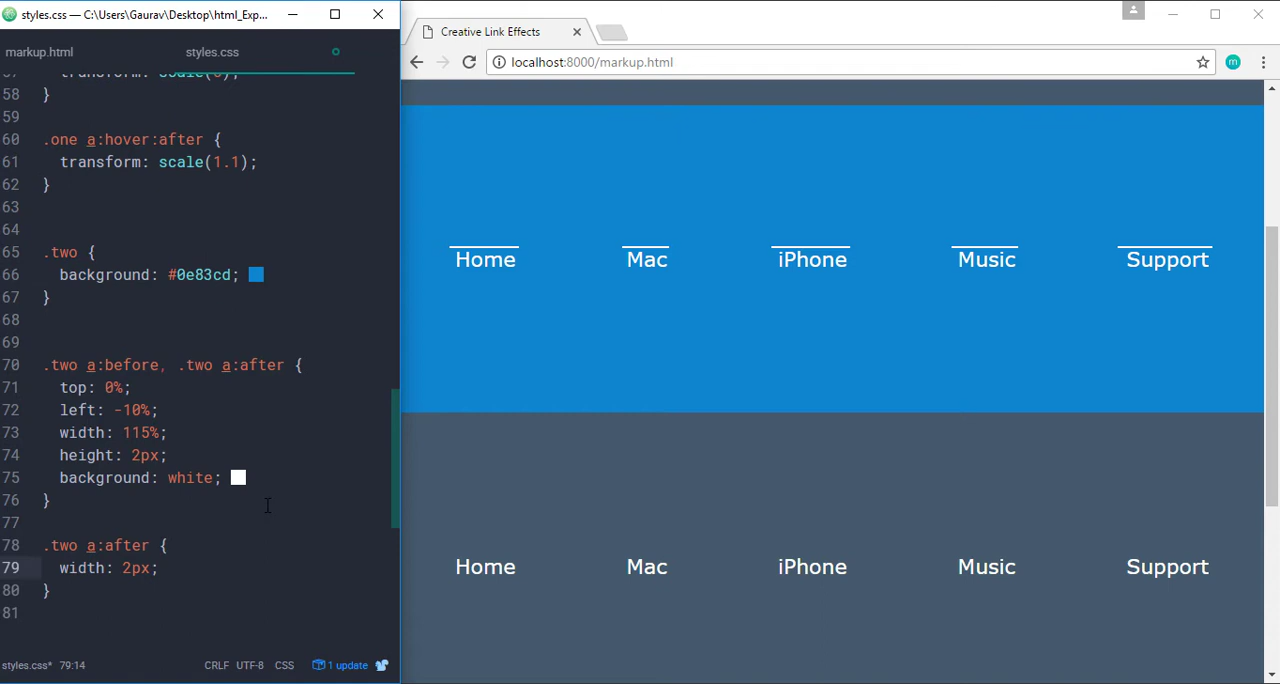 styles.css — C:\Users\Gaurav\Desktop\html_Exp...
markup.html styles.css
57 transform: scale(0);
58 }
59
60 .one a:hover:after {
61 transform: scale(1.1);
62 }
63
64
65 .two {
66 background: #0e83cd;
67 }
68
69
70 .two a:before, .two a:after {
71 top: 0%;
72 left: -10%;
73 width: 115%;
74 height: 2px;
75 background: white;
76 }
77
78 .two a:after {
79 width: 2px;
80 }
81
styles.css* 79:14 CRLF UTF-8 CSS 1 update
Creative Link Effects
localhost:8000/markup.html
m
Home Mac iPhone Music Support
Home Mac iPhone Music Support